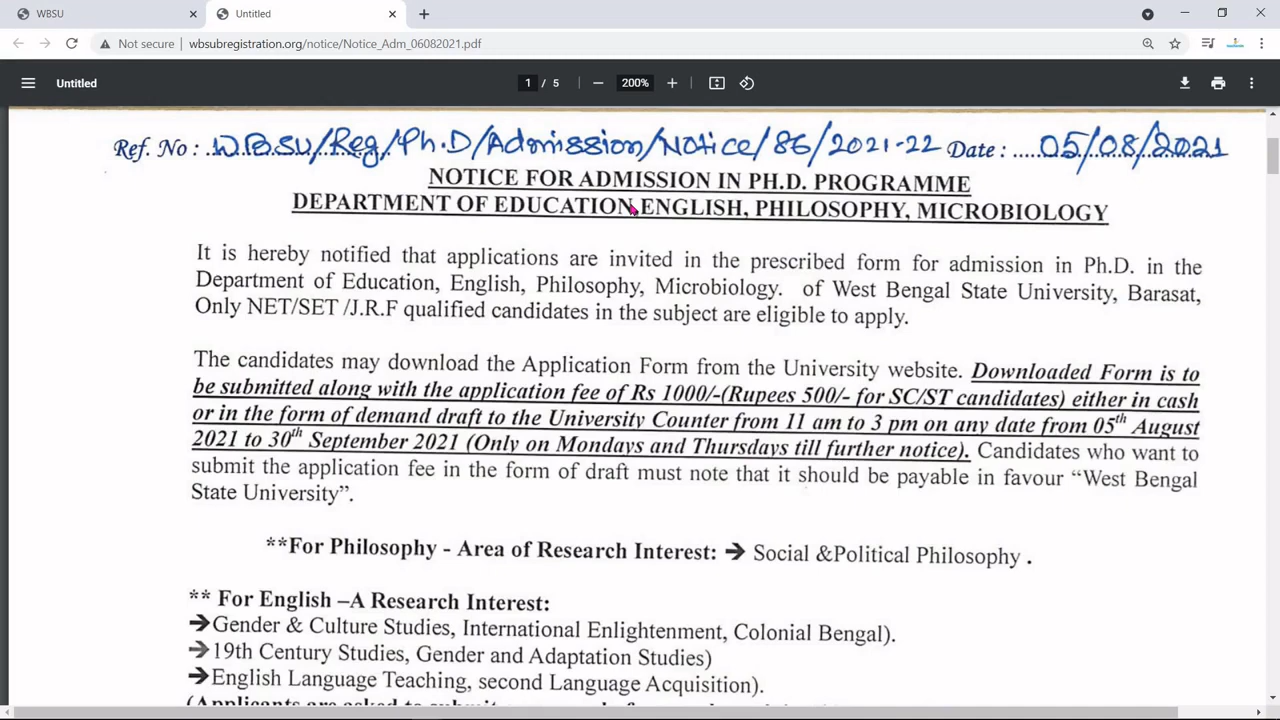 WBSU
Untitled
Not secure
wbsubregistration.org/notice/Notice_Adm_06082021.pdf
Untitled
1 / 5
200%
Ref. No : WBSU/Reg/Ph.D/Admission/Notice/86/2021-22 Date : 05/08/2021
NOTICE FOR ADMISSION IN PH.D. PROGRAMME
DEPARTMENT OF EDUCATION,ENGLISH, PHILOSOPHY, MICROBIOLOGY
It is hereby notified that applications are invited in the prescribed form for admission in Ph.D. in the
Department of Education, English, Philosophy, Microbiology. of West Bengal State University, Barasat,
Only NET/SET /J.R.F qualified candidates in the subject are eligible to apply.
The candidates may download the Application Form from the University website. Downloaded Form is to
be submitted along with the application fee of Rs 1000/-(Rupees 500/- for SC/ST candidates) either in cash
or in the form of demand draft to the University Counter from 11 am to 3 pm on any date from 05th August
2021 to 30th September 2021 (Only on Mondays and Thursdays till further notice). Candidates who want to
submit the application fee in the form of draft must note that it should be payable in favour “West Bengal
State University”.
**For Philosophy - Area of Research Interest: ➔ Social &Political Philosophy .
** For English –A Research Interest:
➔Gender & Culture Studies, International Enlightenment, Colonial Bengal).
➔19th Century Studies, Gender and Adaptation Studies)
➔English Language Teaching, second Language Acquisition).
(Applicants are asked to submit